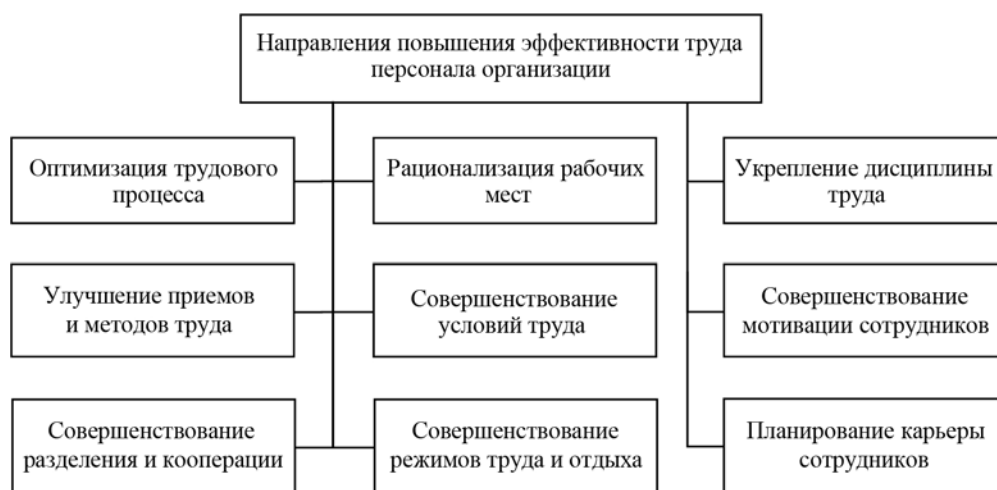 Направления повышения эффективности труда
персонала организации
Оптимизация трудового
процесса
Рационализация рабочих
мест
Укрепление дисциплины
труда
Улучшение приемов
и методов труда
Совершенствование
условий труда
Совершенствование
мотивации сотрудников
Совершенствование
разделения и кооперации
Совершенствование
режимов труда и отдыха
Планирование карьеры
сотрудников